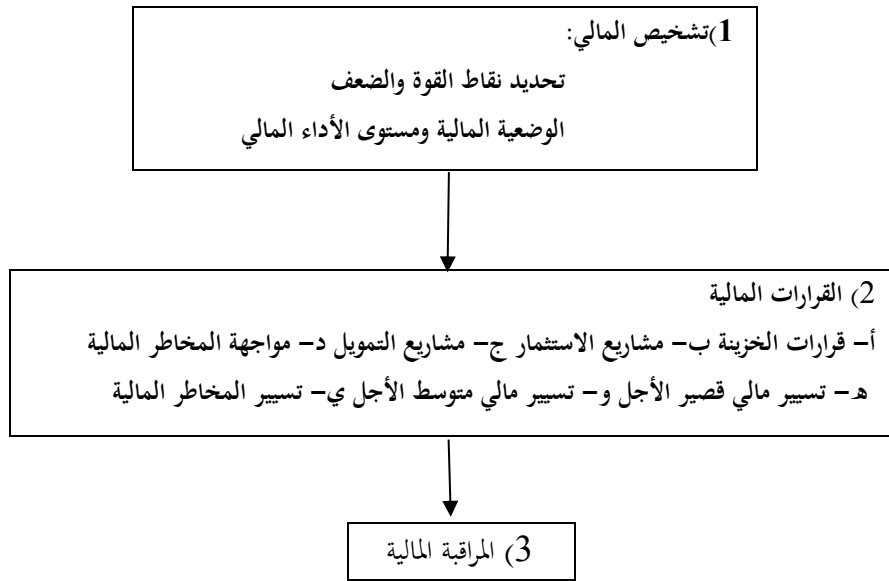 1)تشخيص المالي:
تحديد نقاط القوة والضعف
الوضعية المالية ومستوى الأداء المالي
2) القرارات المالية
أ– قرارات الخزينة ب– مشاريع الاستثمار ج– مشاريع التمويل د– مواجهة المخاطر المالية
هـ– تسيير مالي قصير الأجل و– تسيير مالي متوسط الأجل ي– تسيير المخاطر المالية
3) المراقبة المالية